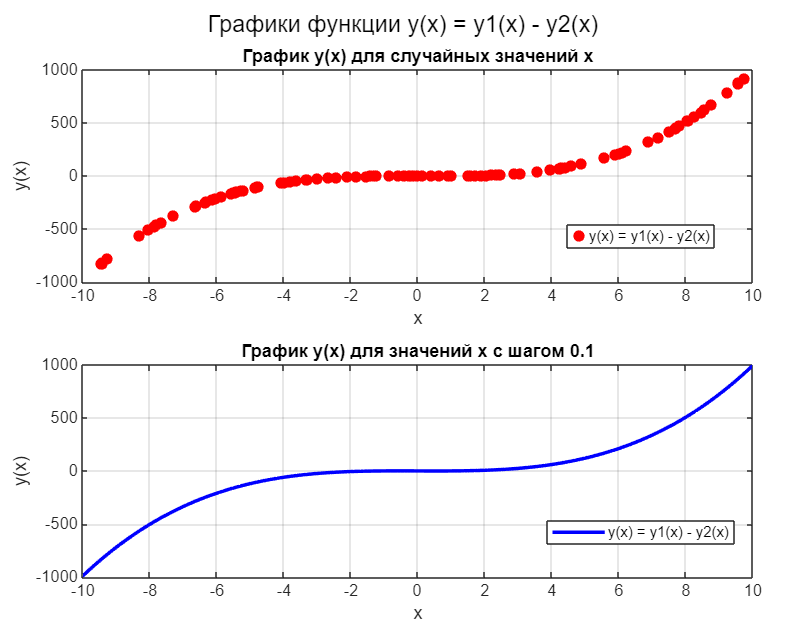 Графики функции y(x) = y1(x) - y2(x)
График y(x) для случайных значений x
1000
500
0
-500
-1000
y(x)
y(x) = y1(x) - y2(x)
-10 -8 -6 -4 -2 0 2 4 6 8 10
x
График y(x) для значений x с шагом 0.1
1000
500
0
-500
-1000
y(x)
y(x) = y1(x) - y2(x)
-10 -8 -6 -4 -2 0 2 4 6 8 10
x